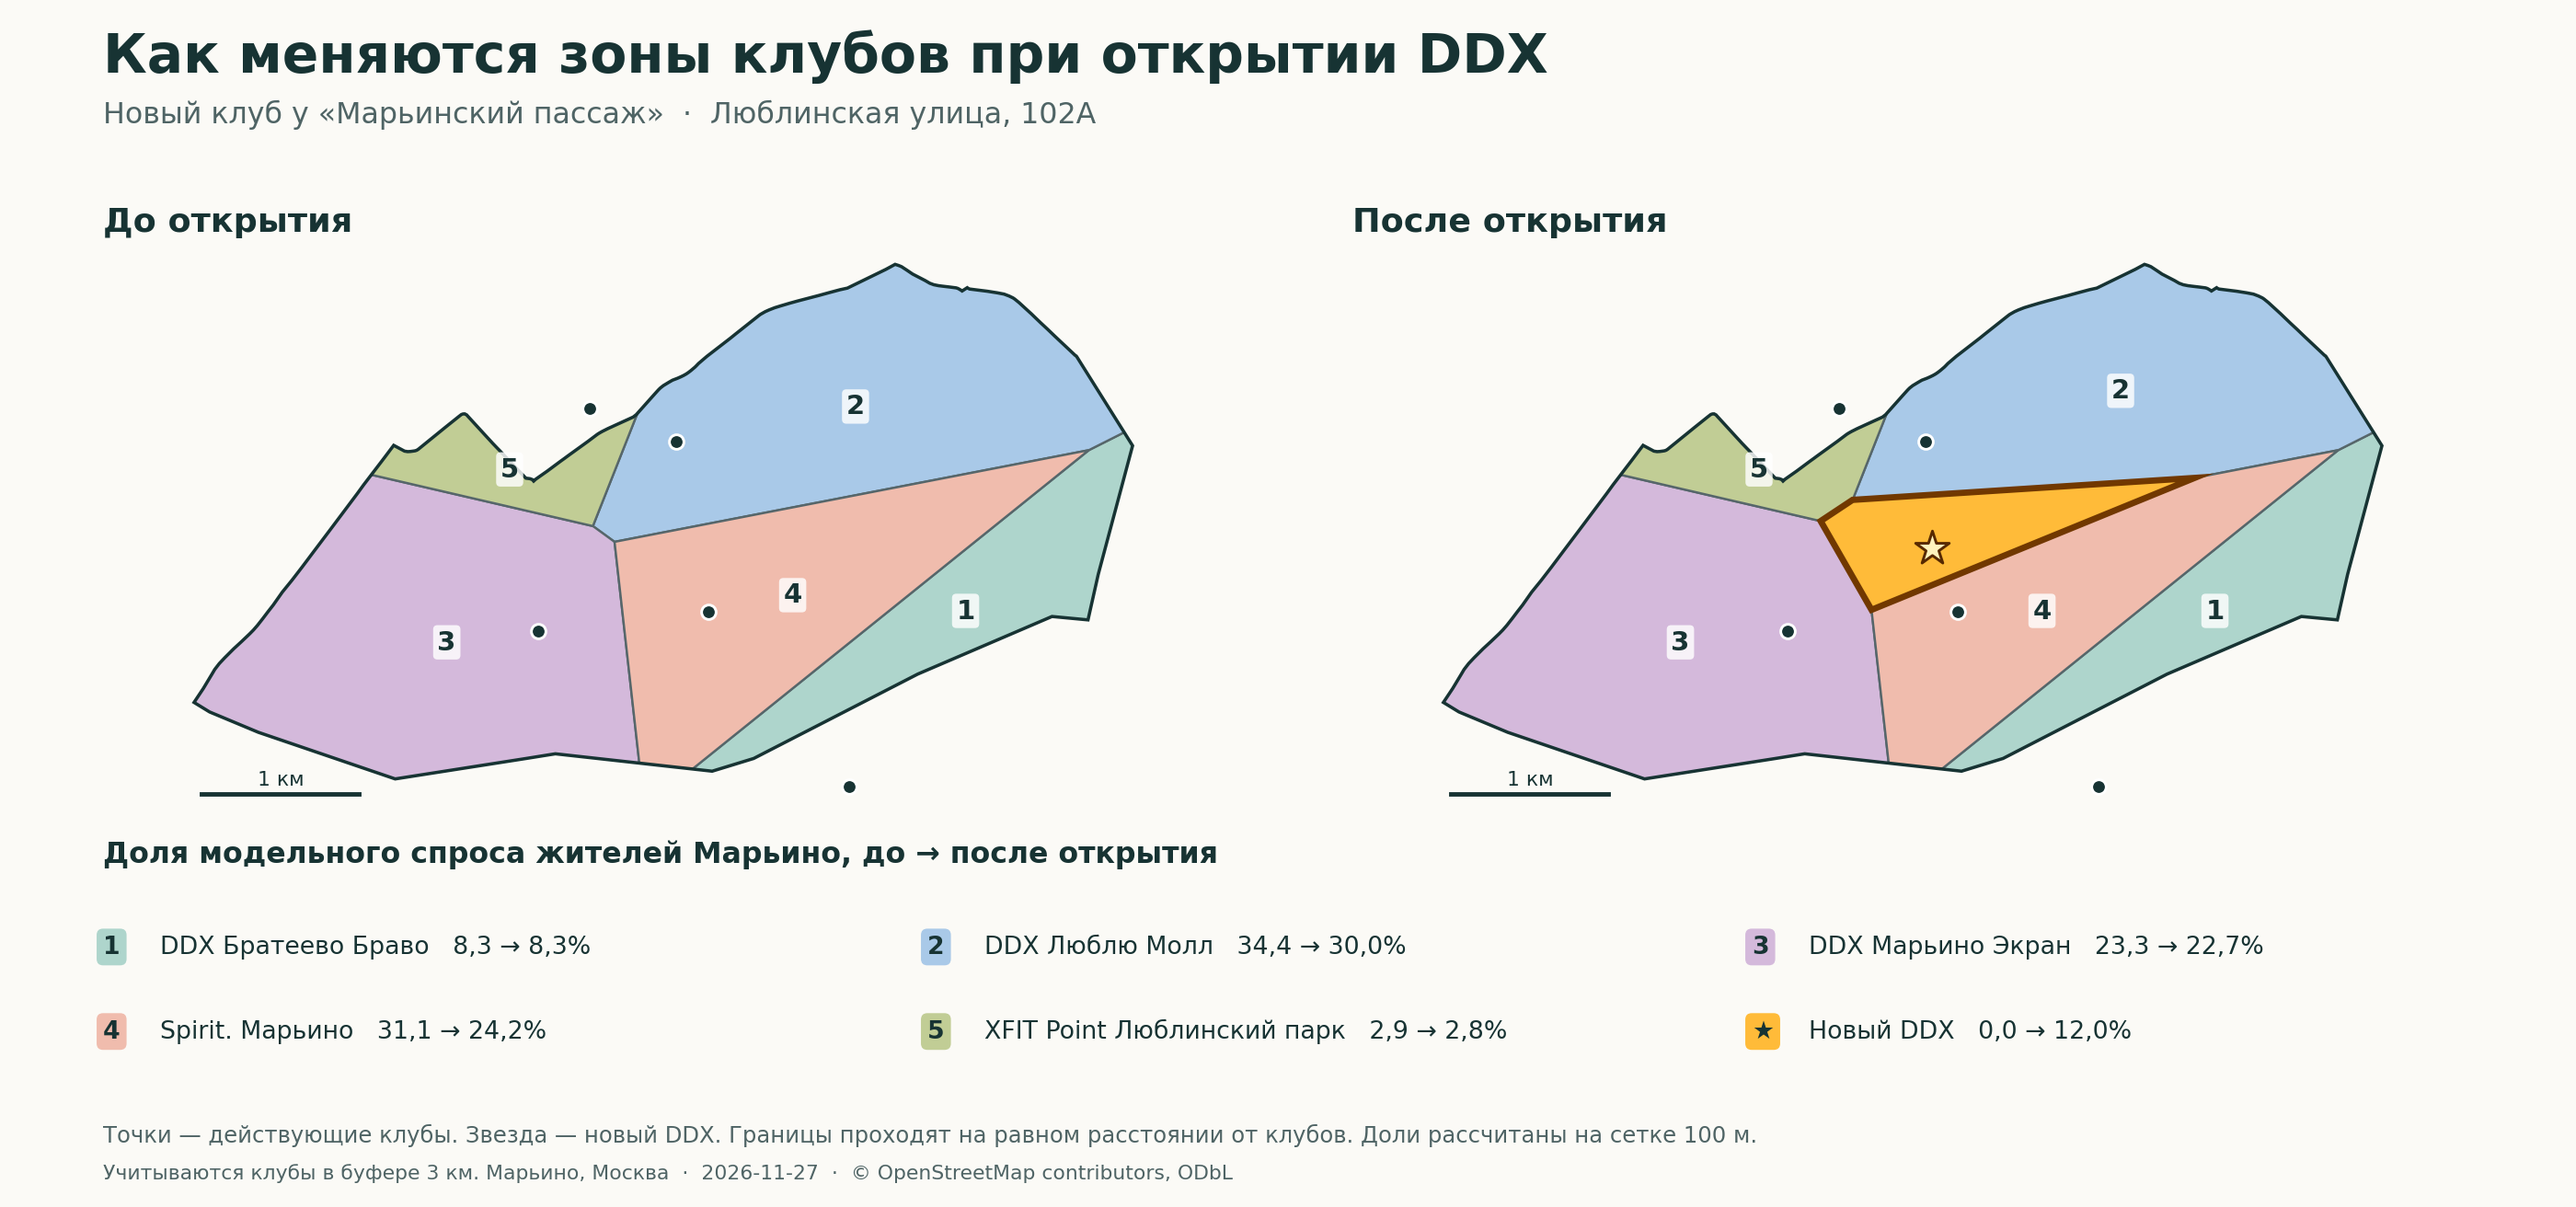 Как меняются зоны клубов при открытии DDX
Новый клуб у «Марьинский пассаж» · Люблинская улица, 102А
До открытия
После открытия
5
2
4
1
3
1 км
5
2
4
1
3
1 км
Доля модельного спроса жителей Марьино, до → после открытия
1 DDX Братеево Браво 8,3 → 8,3%
2 DDX Люблю Молл 34,4 → 30,0%
3 DDX Марьино Экран 23,3 → 22,7%
4 Spirit. Марьино 31,1 → 24,2%
5 XFIT Point Люблинский парк 2,9 → 2,8%
★ Новый DDX 0,0 → 12,0%
Точки — действующие клубы. Звезда — новый DDX. Границы проходят на равном расстоянии от клубов. Доли рассчитаны на сетке 100 м.
Учитываются клубы в буфере 3 км. Марьино, Москва · 2026-11-27 · © OpenStreetMap contributors, ODbL